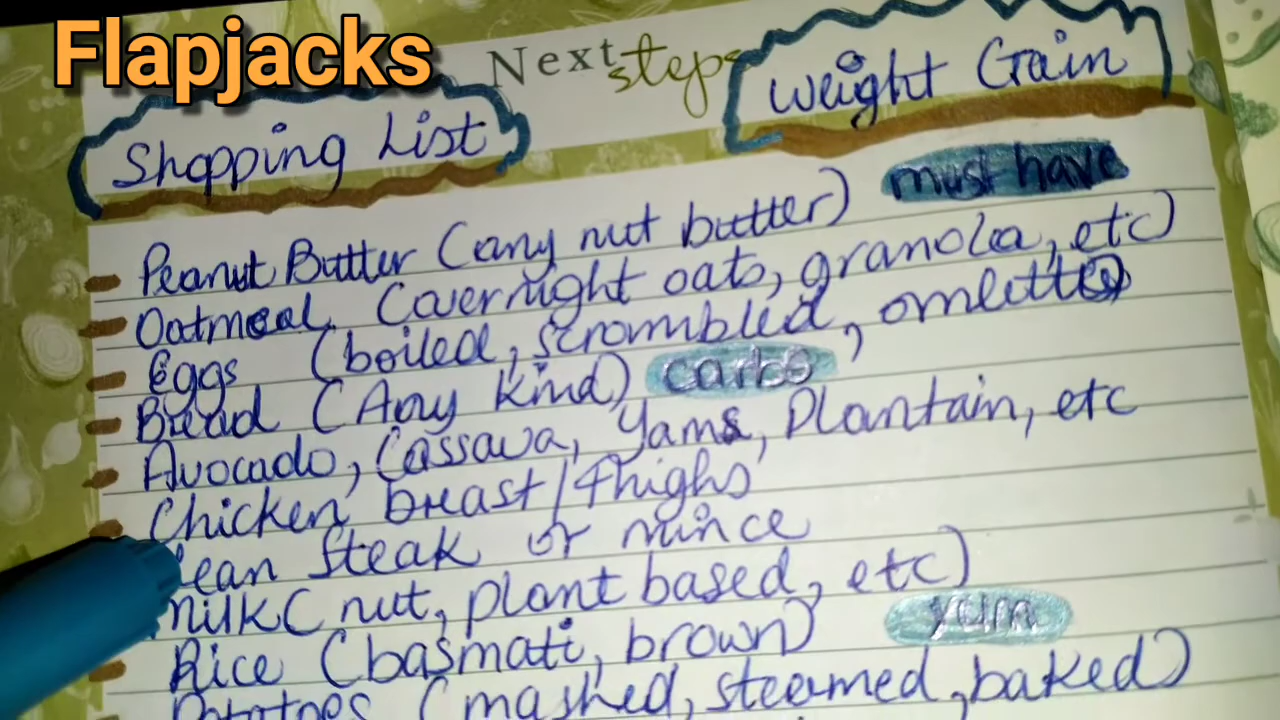 Flapjacks
Next steps
Shopping List
Weight Gain
Peanut Butter (any nut butter) must have
Oatmeal (overnight oats, granola, etc)
Eggs (boiled, scrambled, omlettes)
Bread (Any kind) carbs
Avocado, Cassava, Yams, Plantain, etc
Chicken breast/thighs
Lean Steak or mince
Milk (nut, plant based, etc)
Rice (basmati, brown) yum
Potatoes (mashed, steamed, baked)